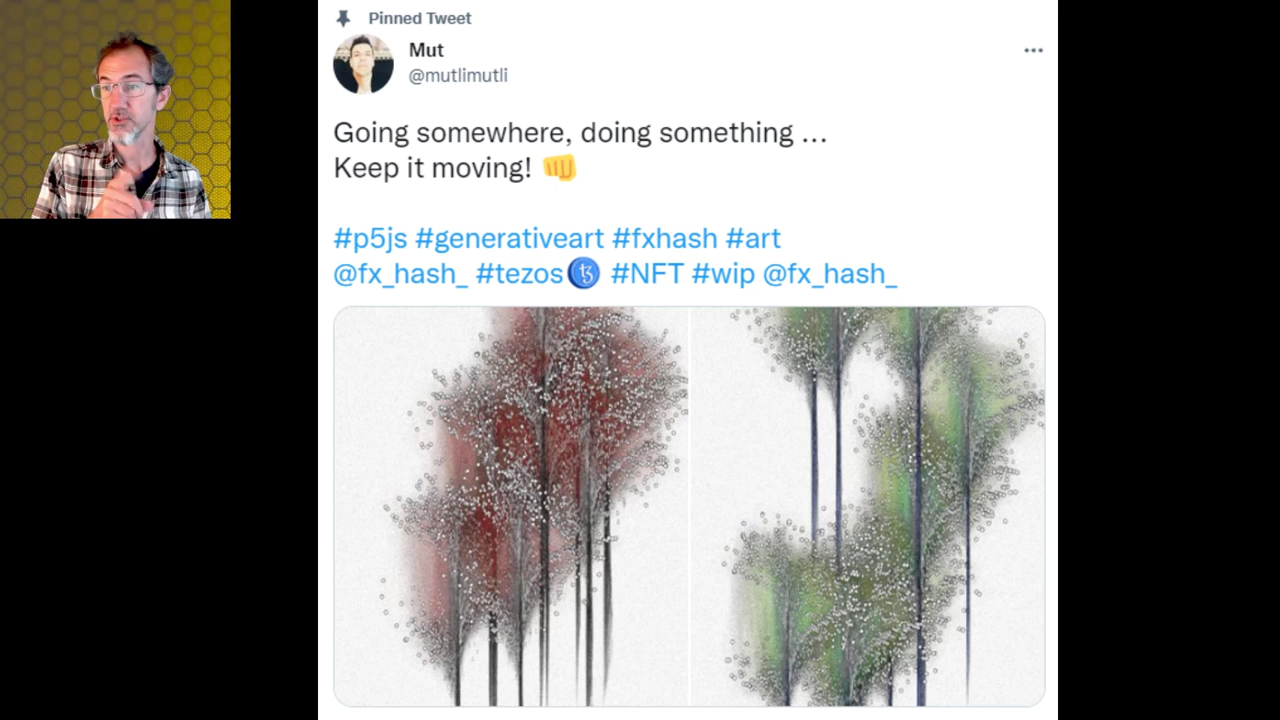 Pinned Tweet
Mut
@mutlimutli
Going somewhere, doing something ...
Keep it moving! 👊
#p5js #generativeart #fxhash #art
@fx_hash_ #tezos #NFT #wip @fx_hash_